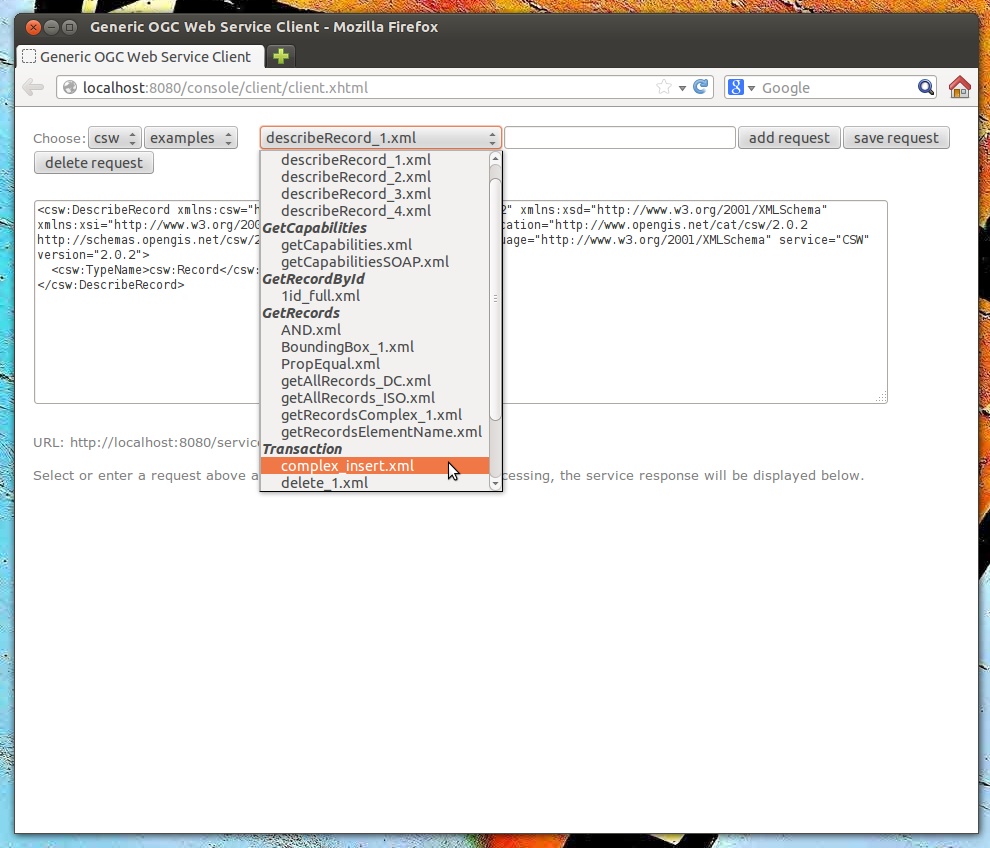 Generic OGC Web Service Client - Mozilla Firefox
Generic OGC Web Service Client
localhost:8080/console/client/client.xhtml
8 Google
Choose: csw examples describeRecord_1.xml add request save request
delete request
describeRecord_1.xml
describeRecord_2.xml
describeRecord_3.xml
describeRecord_4.xml
GetCapabilities
getCapabilities.xml
getCapabilitiesSOAP.xml
GetRecordById
1id_full.xml
GetRecords
AND.xml
BoundingBox_1.xml
PropEqual.xml
getAllRecords_DC.xml
getAllRecords_ISO.xml
getRecordsComplex_1.xml
getRecordsElementName.xml
Transaction
complex_insert.xml
delete_1.xml
<csw:DescribeRecord xmlns:csw="h 2" xmlns:xsd="http://www.w3.org/2001/XMLSchema"
xmlns:xsi="http://www.w3.org/200 cation="http://www.opengis.net/cat/csw/2.0.2
http://schemas.opengis.net/csw/2 uage="http://www.w3.org/2001/XMLSchema" service="CSW"
version="2.0.2">
<csw:TypeName>csw:Record</csw:
</csw:DescribeRecord>
URL: http://localhost:8080/servic
Select or enter a request above a cessing, the service response will be displayed below.